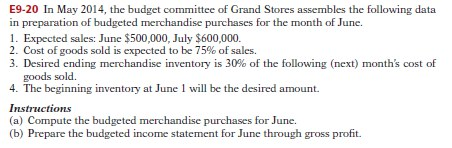 E9-20 In May 2014, the budget committee of Grand Stores assembles the following data
in preparation of budgeted merchandise purchases for the month of June.
1. Expected sales: June $500,000, July $600,000.
2. Cost of goods sold is expected to be 75% of sales.
3. Desired ending merchandise inventory is 30% of the following (next) month's cost of
goods sold.
4. The beginning inventory at June 1 will be the desired amount.
Instructions
(a) Compute the budgeted merchandise purchases for June.
(b) Prepare the budgeted income statement for June through gross profit.